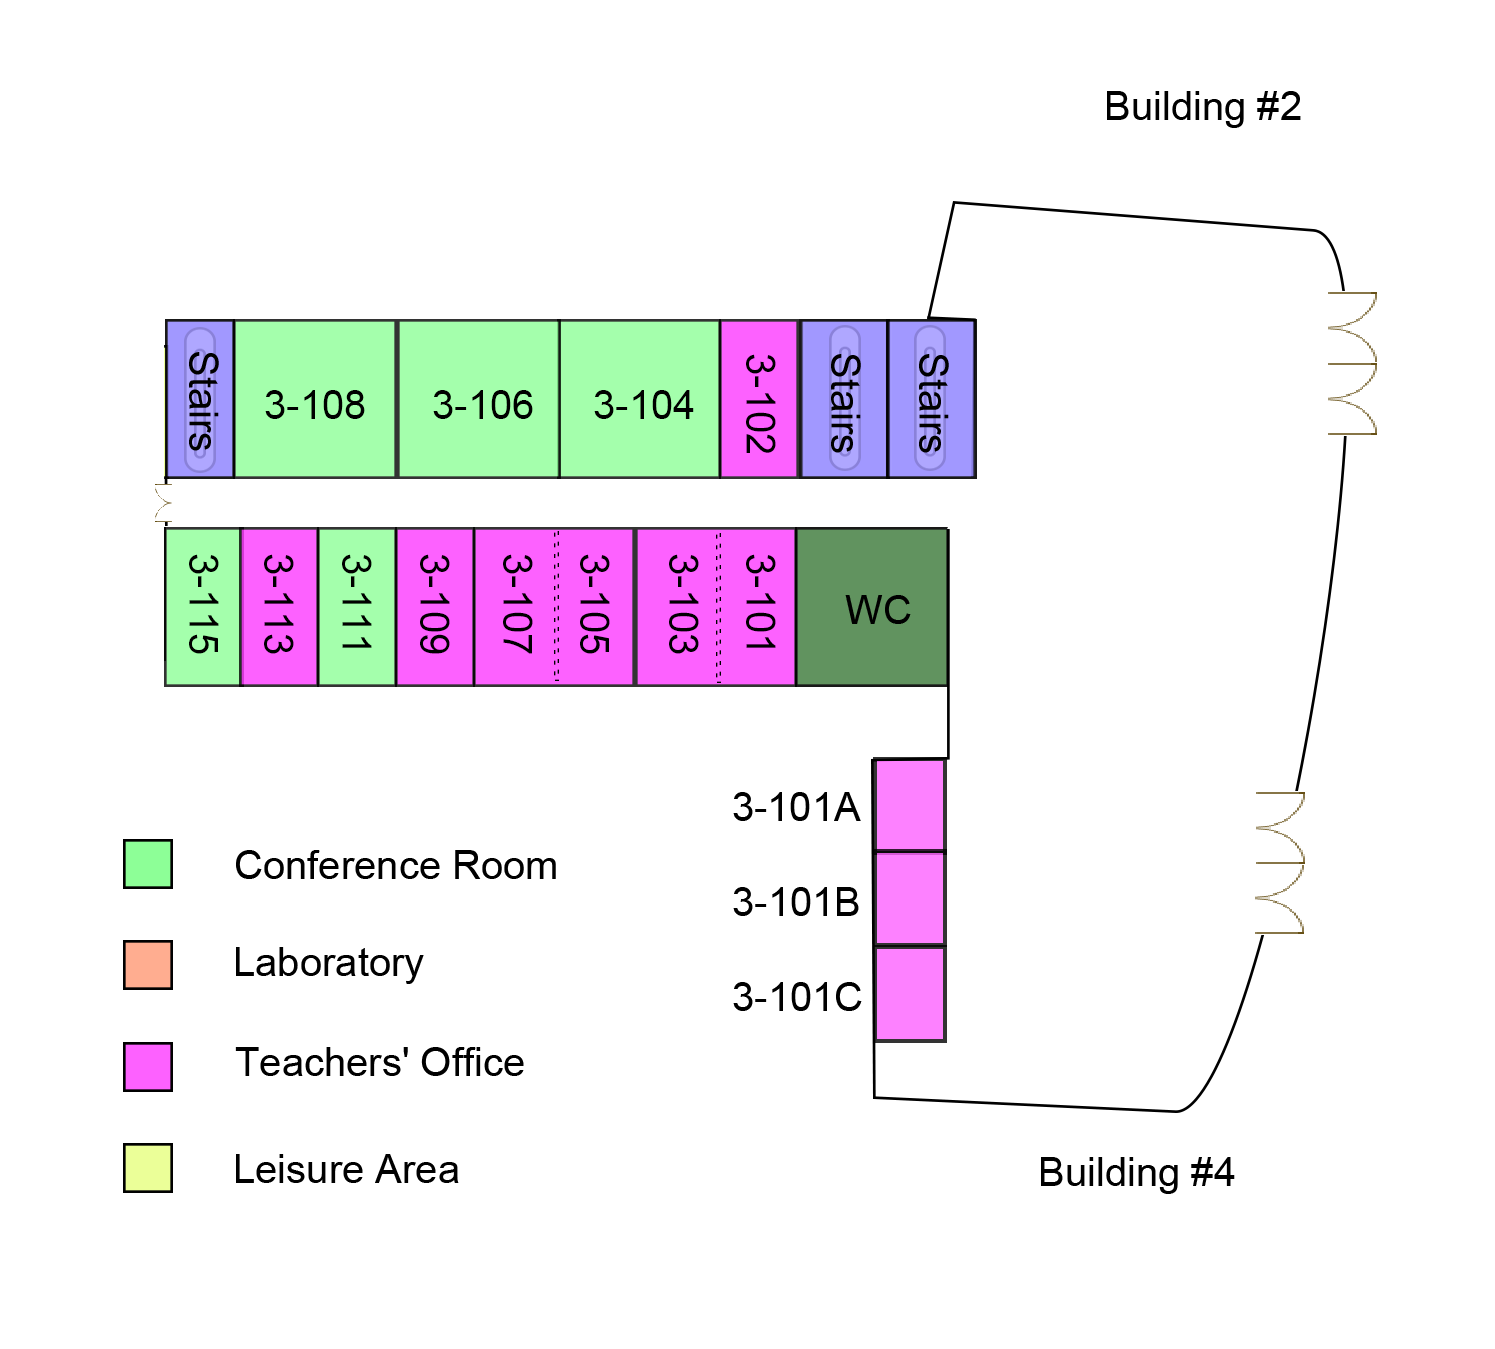 Building #2
Stairs
3-108
3-106
3-104
3-102
Stairs
Stairs
3-115
3-113
3-111
3-109
3-107
3-105
3-103
3-101
WC
3-101A
3-101B
3-101C
Conference Room
Laboratory
Teachers' Office
Leisure Area
Building #4